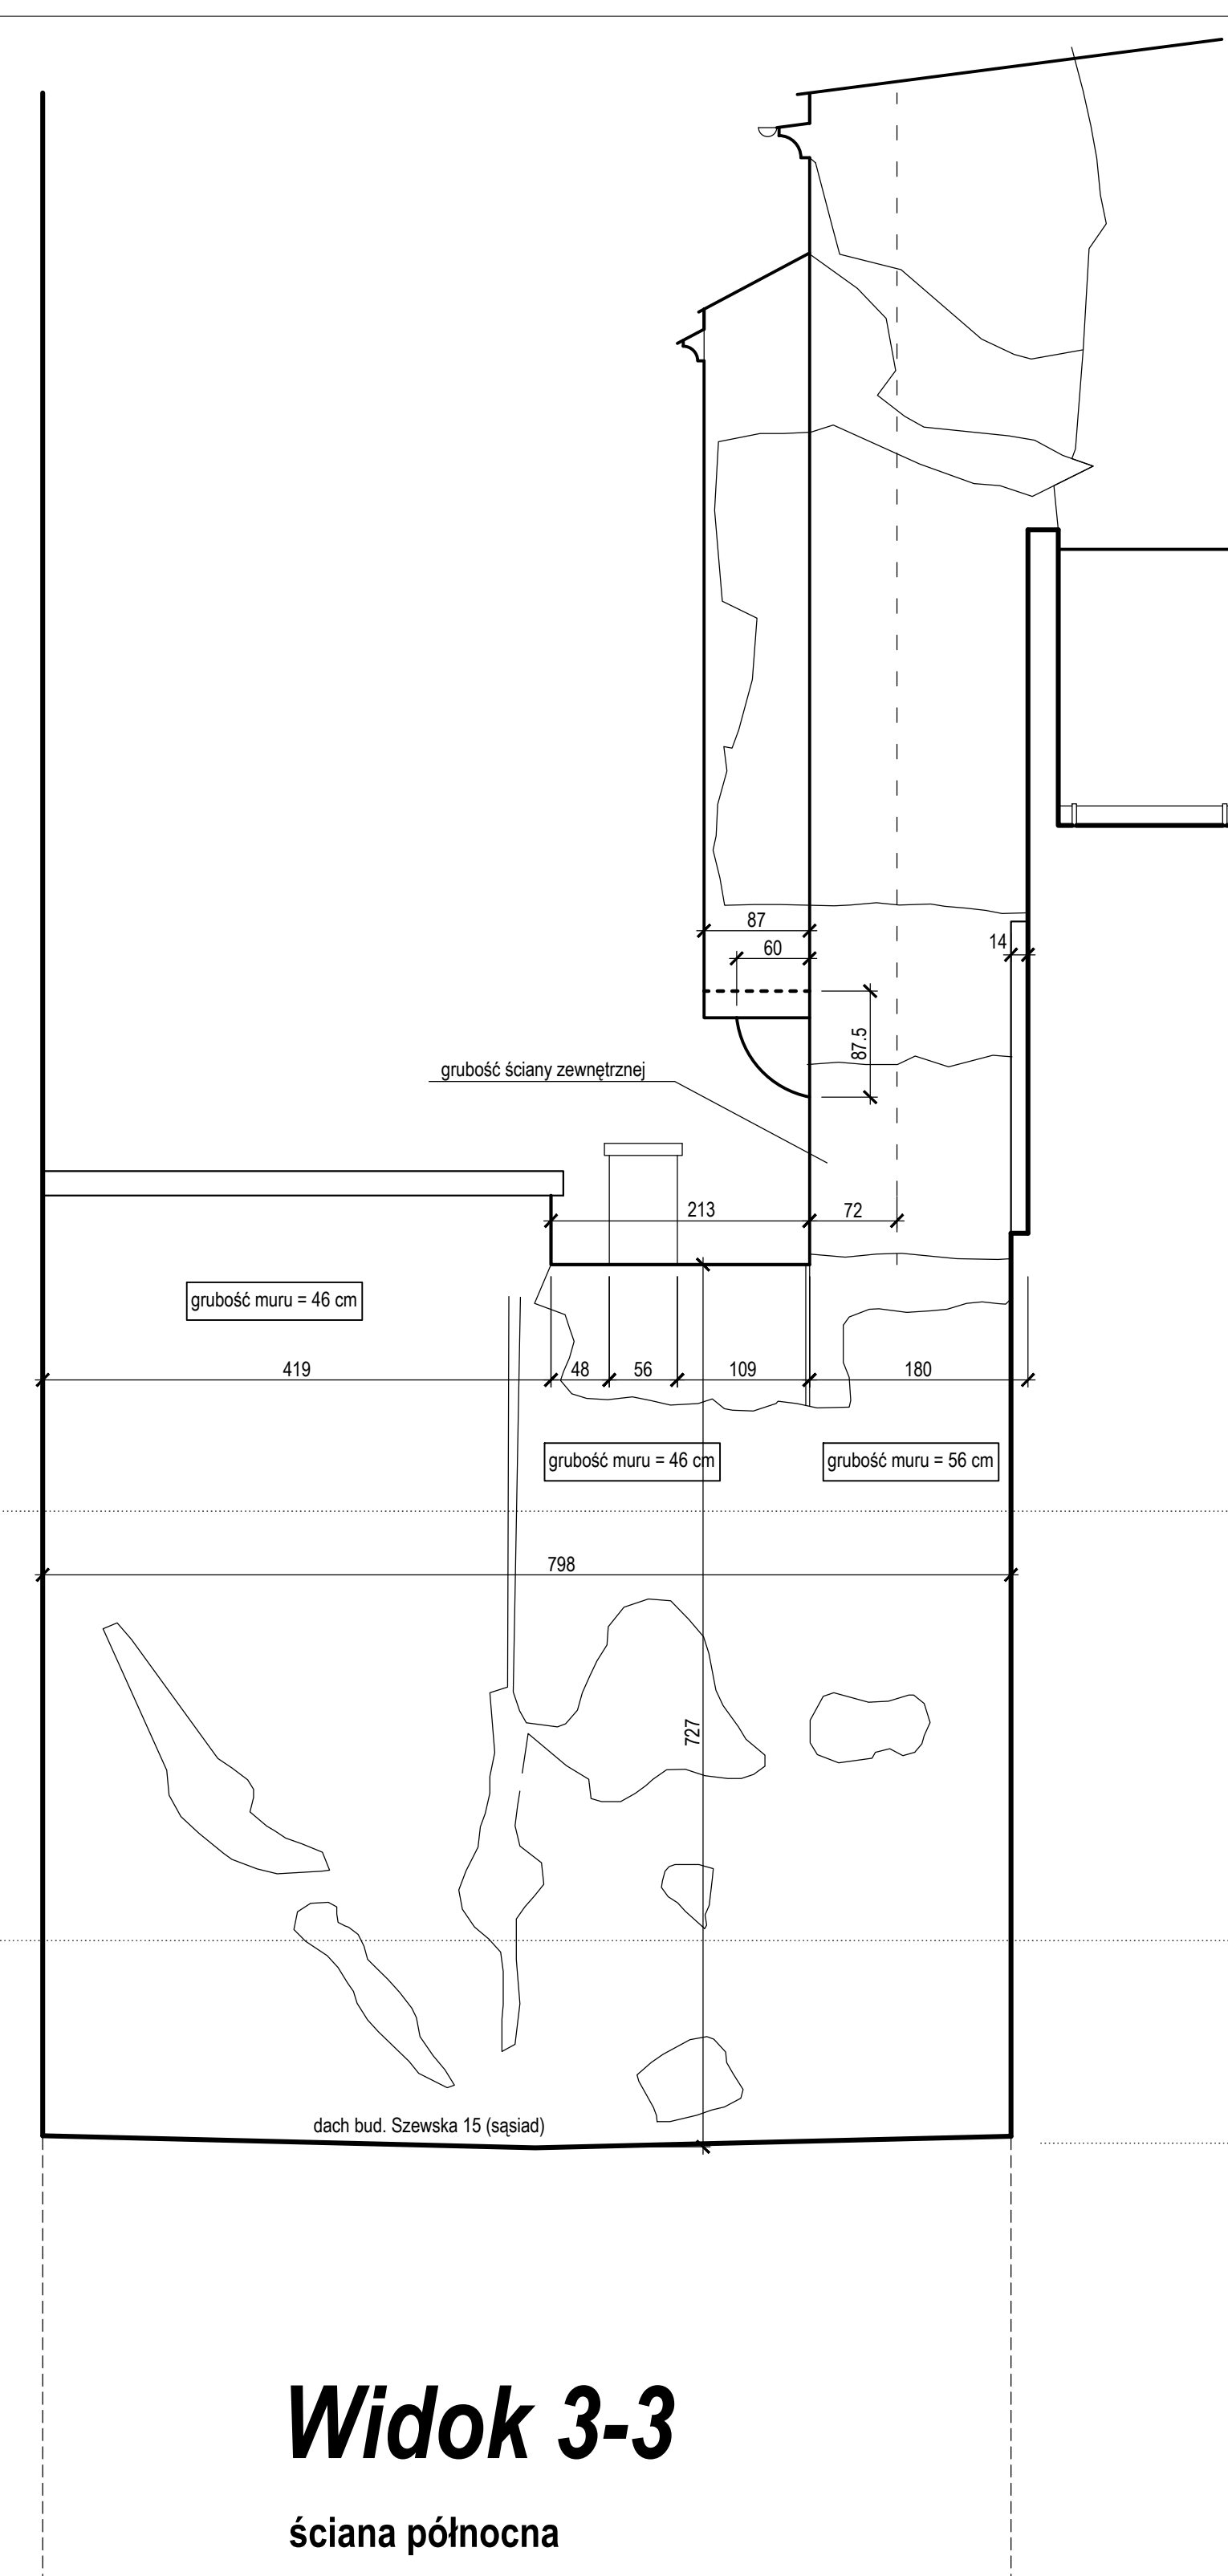 87
60
14
87.5
grubość ściany zewnętrznej
213
72
grubość muru = 46 cm
419
48
56
109
180
grubość muru = 46 cm
grubość muru = 56 cm
798
727
dach bud. Szewska 15 (sąsiad)
Widok 3-3
ściana północna